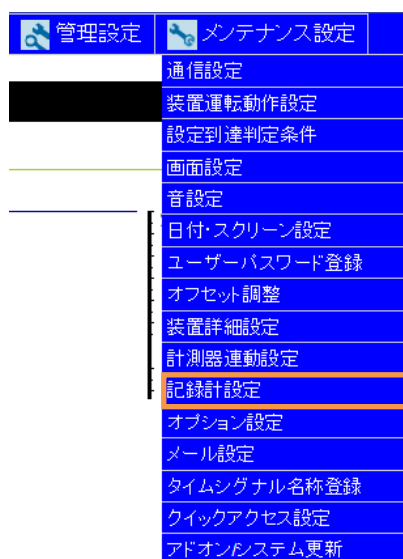 管理設定 メンテナンス設定
通信設定
装置運転動作設定
設定到達判定条件
画面設定
音設定
日付・スクリーン設定
ユーザーパスワード登録
オフセット調整
装置詳細設定
計測器連動設定
記録計設定
オプション設定
メール設定
タイムシグナル名称登録
クイックアクセス設定
アドオン/システム更新